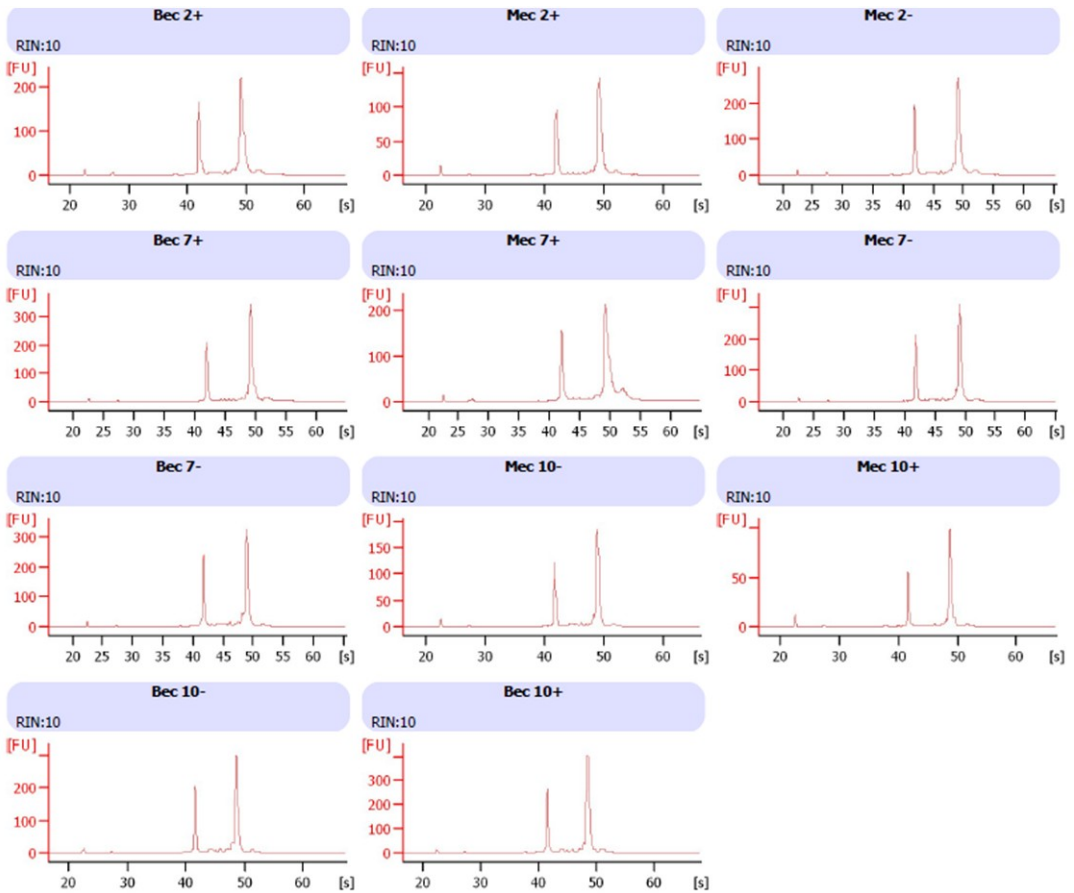 Bec 2+
RIN:10
[FU]
200
100
0
20 30 40 50 60 [s]
Mec 2+
RIN:10
[FU]
100
50
0
20 30 40 50 60 [s]
Mec 2-
RIN:10
[FU]
200
100
0
20 25 30 35 40 45 50 55 60 [s]
Bec 7+
RIN:10
[FU]
300
200
100
0
20 25 30 35 40 45 50 55 60 [s]
Mec 7+
RIN:10
[FU]
200
100
0
20 25 30 35 40 45 50 55 60 [s]
Mec 7-
RIN:10
[FU]
200
100
0
20 25 30 35 40 45 50 55 60 [s]
Bec 7-
RIN:10
[FU]
300
200
100
0
20 25 30 35 40 45 50 55 60 [s]
Mec 10-
RIN:10
[FU]
150
100
50
0
20 30 40 50 60 [s]
Mec 10+
RIN:10
[FU]
50
0
20 30 40 50 60 [s]
Bec 10-
RIN:10
[FU]
200
100
0
20 30 40 50 60 [s]
Bec 10+
RIN:10
[FU]
300
200
100
0
20 30 40 50 60 [s]